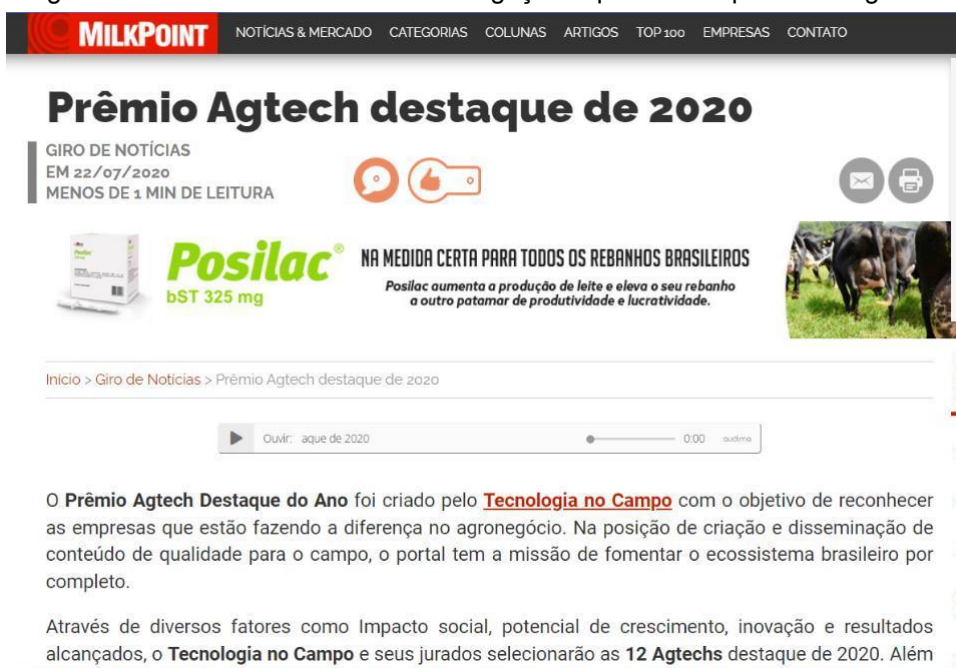 MILKPOINT NOTÍCIAS & MERCADO CATEGORIAS COLUNAS ARTIGOS TOP 100 EMPRESAS CONTATO
Prêmio Agtech destaque de 2020
GIRO DE NOTÍCIAS
EM 22/07/2020
MENOS DE 1 MIN DE LEITURA
Posilac®
bST 325 mg
NA MEDIDA CERTA PARA TODOS OS REBANHOS BRASILEIROS
Posilac aumenta a produção de leite e eleva o seu rebanho
a outro patamar de produtividade e lucratividade.
Início > Giro de Notícias > Prêmio Agtech destaque de 2020
Ouvir: aque de 2020 0:00 audima
O Prêmio Agtech Destaque do Ano foi criado pelo Tecnologia no Campo com o objetivo de reconhecer
as empresas que estão fazendo a diferença no agronegócio. Na posição de criação e disseminação de
conteúdo de qualidade para o campo, o portal tem a missão de fomentar o ecossistema brasileiro por
completo.
Através de diversos fatores como Impacto social, potencial de crescimento, inovação e resultados
alcançados, o Tecnologia no Campo e seus jurados selecionarão as 12 Agtechs destaque de 2020. Além